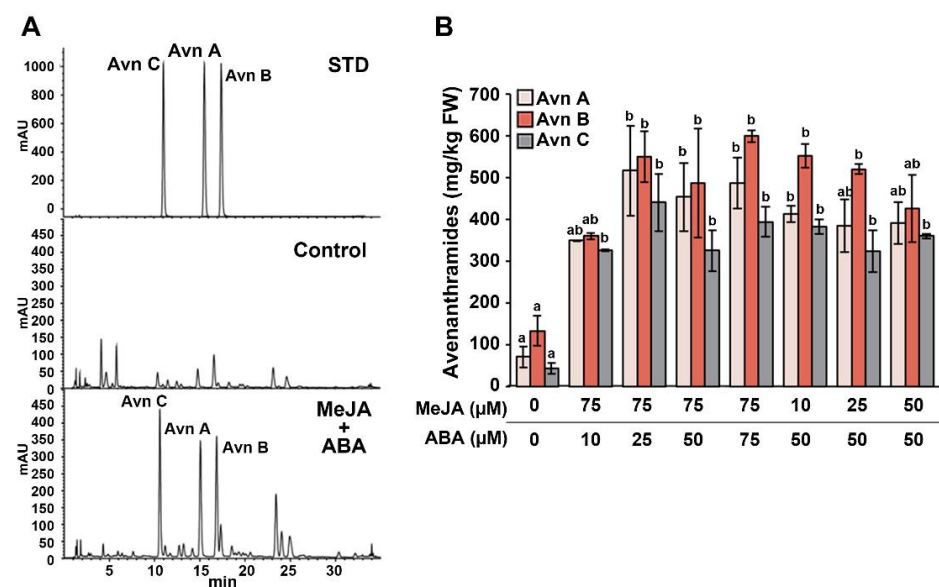 A
Avn C
Avn A
Avn B
STD
mAU
1000
800
600
400
200
0
Control
mAU
450
400
350
300
250
200
150
100
50
0
MeJA
+
ABA
Avn C
Avn A
Avn B
mAU
450
400
350
300
250
200
150
100
50
0
5 10 15 20 25 30
min
B
Avenanthramides (mg/kg FW)
700
600
500
400
300
200
100
0
Avn A
Avn B
Avn C
a a a
ab ab b
b b b
b b b
b b b
b b b
ab b b
ab ab b
MeJA (µM) 0 75 75 75 75 10 25 50
ABA (µM) 0 10 25 50 75 50 50 50